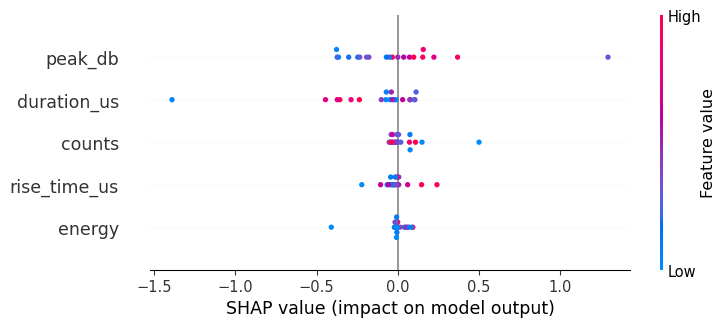 High
peak_db
duration_us
counts
rise_time_us
energy
Feature value
Low
−1.5 −1.0 −0.5 0.0 0.5 1.0
SHAP value (impact on model output)